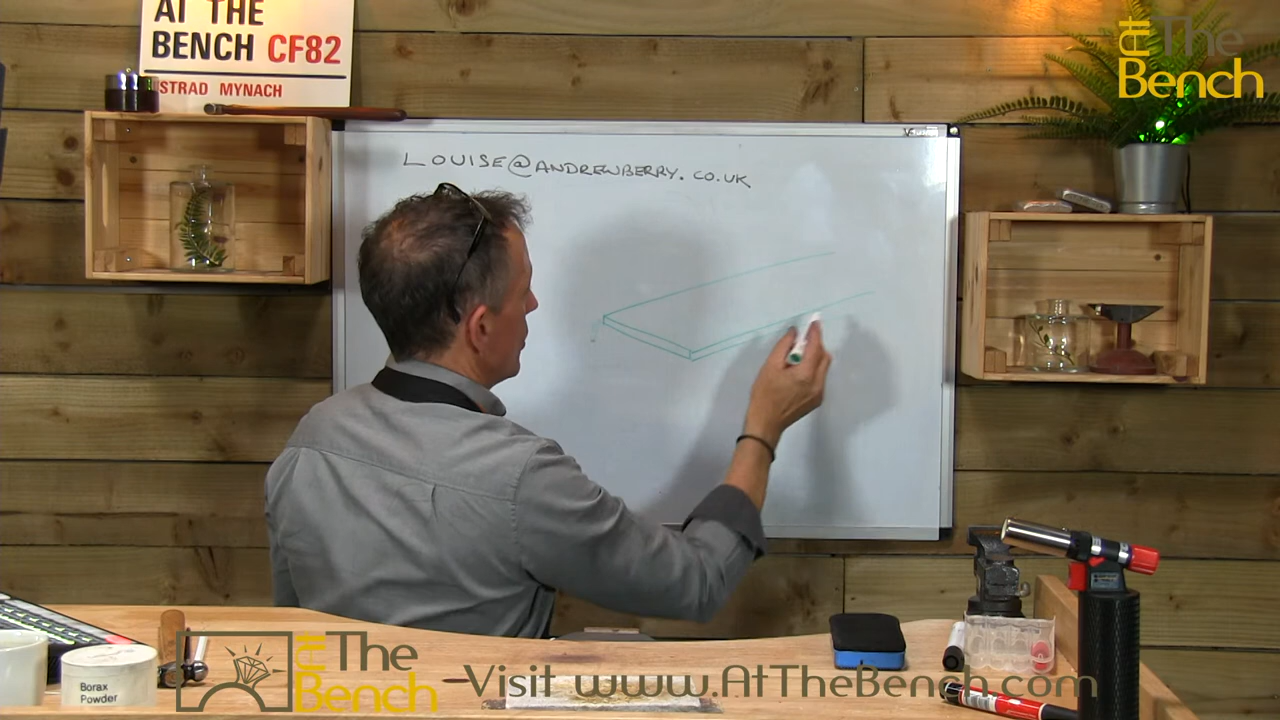 AT THE
BENCH CF82
YSTRAD MYNACH
At The
Bench
LOUISE@ANDREWBERRY.CO.UK
Borax
Powder
At The
Bench
Visit www.AtTheBench.com